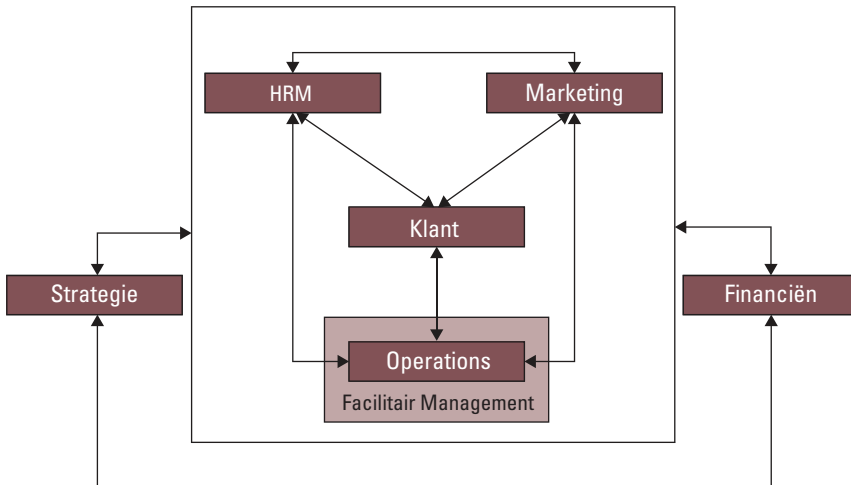 HRM
Marketing
Klant
Strategie
Financiën
Operations
Facilitair Management